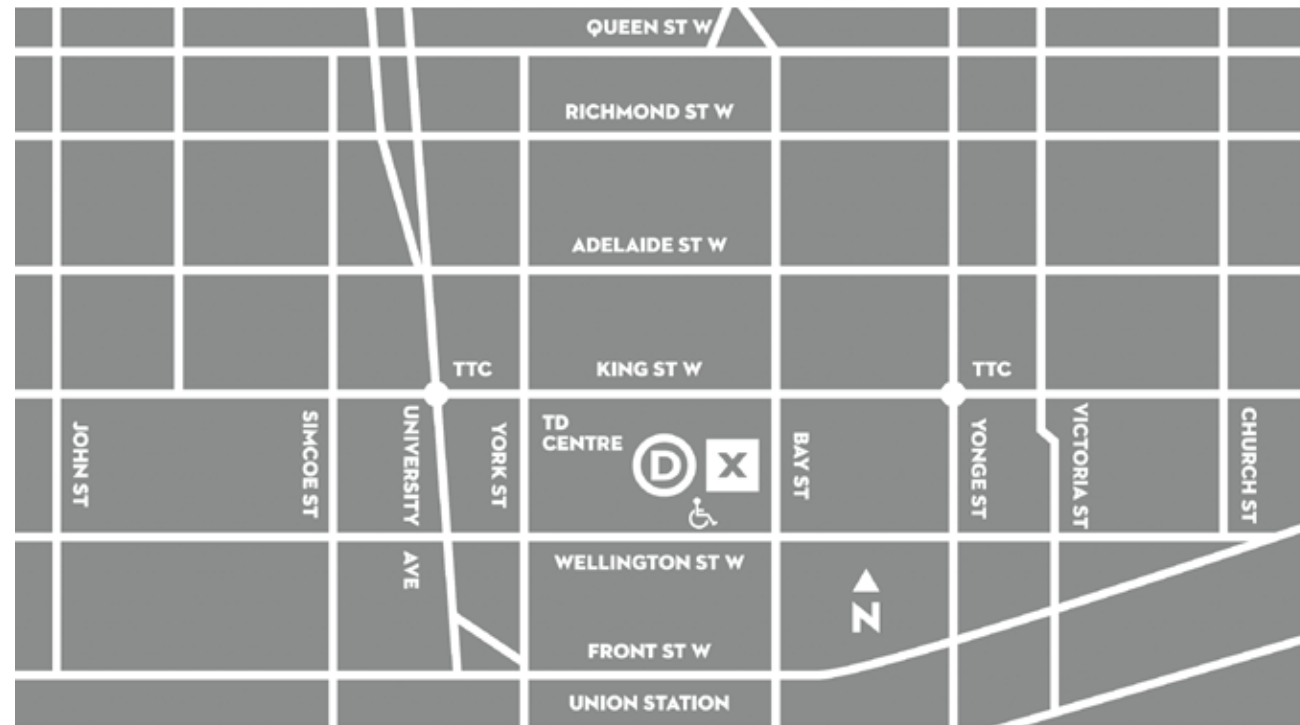 QUEEN ST W
RICHMOND ST W
ADELAIDE ST W
TTC
KING ST W
TTC
JOHN ST
SIMCOE ST
UNIVERSITY AVE
YORK ST
TD
CENTRE
D
X
BAY ST
YONGE ST
VICTORIA ST
CHURCH ST
WELLINGTON ST W
N
FRONT ST W
UNION STATION